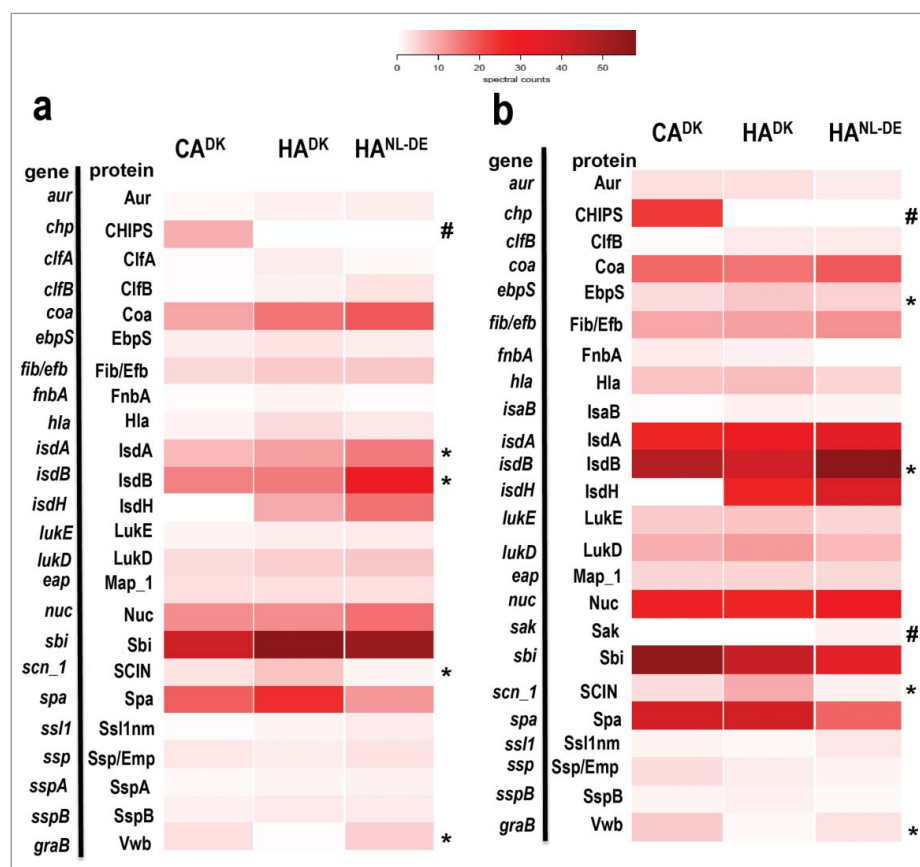 0 10 20 30 40 50
spectral counts
a
CA^DK HA^DK HA^NL-DE
gene protein
aur Aur
chp CHIPS #
clfA ClfA
clfB ClfB
coa Coa
ebpS EbpS
fib/efb Fib/Efb
fnbA FnbA
hla Hla
isdA IsdA *
isdB IsdB *
isdH IsdH
lukE LukE
lukD LukD
eap Map_1
nuc Nuc
sbi Sbi
scn_1 SCIN *
spa Spa
ssl1 Ssl1nm
ssp Ssp/Emp
sspA SspA
sspB SspB
graB Vwb *
b
CA^DK HA^DK HA^NL-DE
gene protein
aur Aur
chp CHIPS #
clfB ClfB
coa Coa
ebpS EbpS *
fib/efb Fib/Efb
fnbA FnbA
hla Hla
isaB IsaB
isdA IsdA
isdB IsdB *
isdH IsdH
lukE LukE
lukD LukD
eap Map_1
nuc Nuc
sak Sak #
sbi Sbi
scn_1 SCIN *
spa Spa
ssl1 Ssl1nm
ssp Ssp/Emp
sspB SspB
graB Vwb *